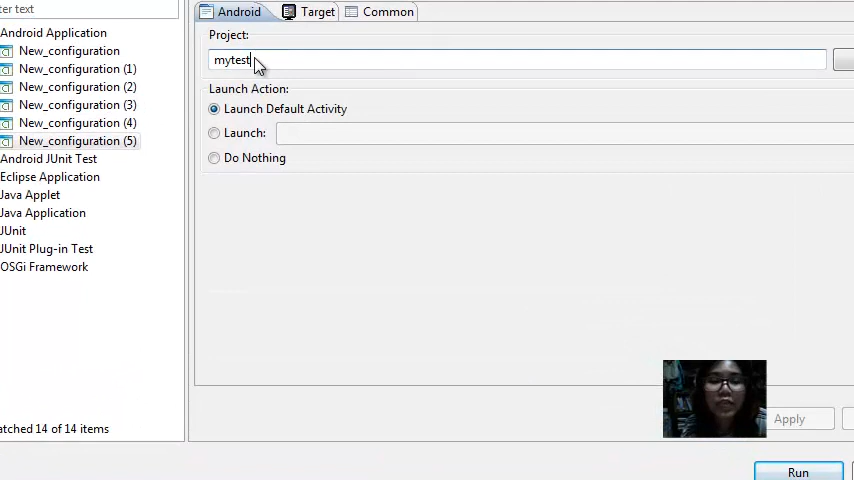 ter text
Android Application
New_configuration
New_configuration (1)
New_configuration (2)
New_configuration (3)
New_configuration (4)
New_configuration (5)
Android JUnit Test
Eclipse Application
Java Applet
Java Application
JUnit
JUnit Plug-in Test
OSGi Framework
atched 14 of 14 items
Android Target Common
Project:
mytest
Launch Action:
Launch Default Activity
Launch:
Do Nothing
Apply
Run